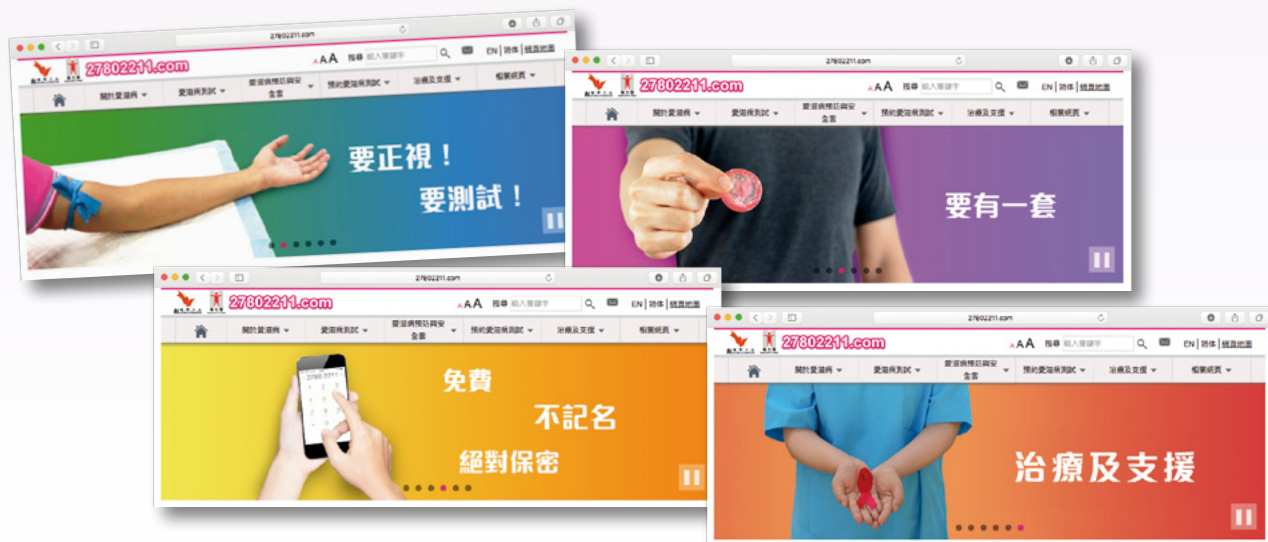 27802211.com
27802211.com
AAA 搜尋 輸入關鍵字 EN 简体 網頁地圖
關於愛滋病 愛滋病測試 愛滋病預防與安全套 預約愛滋病測試 治療及支援 相關網頁
要正視！
要測試！
27802211.com
27802211.com
AAA 搜尋 輸入關鍵字 EN 简体 網頁地圖
關於愛滋病 愛滋病測試 愛滋病預防與安全套 預約愛滋病測試 治療及支援 相關網頁
要有一套
27802211.com
27802211.com
AAA 搜尋 輸入關鍵字 EN 简体 網頁地圖
關於愛滋病 愛滋病測試 愛滋病預防與安全套 預約愛滋病測試 治療及支援 相關網頁
2780 2211
免費
不記名
絕對保密
27802211.com
27802211.com
AAA 搜尋 輸入關鍵字 EN 简体 網頁地圖
關於愛滋病 愛滋病測試 愛滋病預防與安全套 預約愛滋病測試 治療及支援 相關網頁
治療及支援